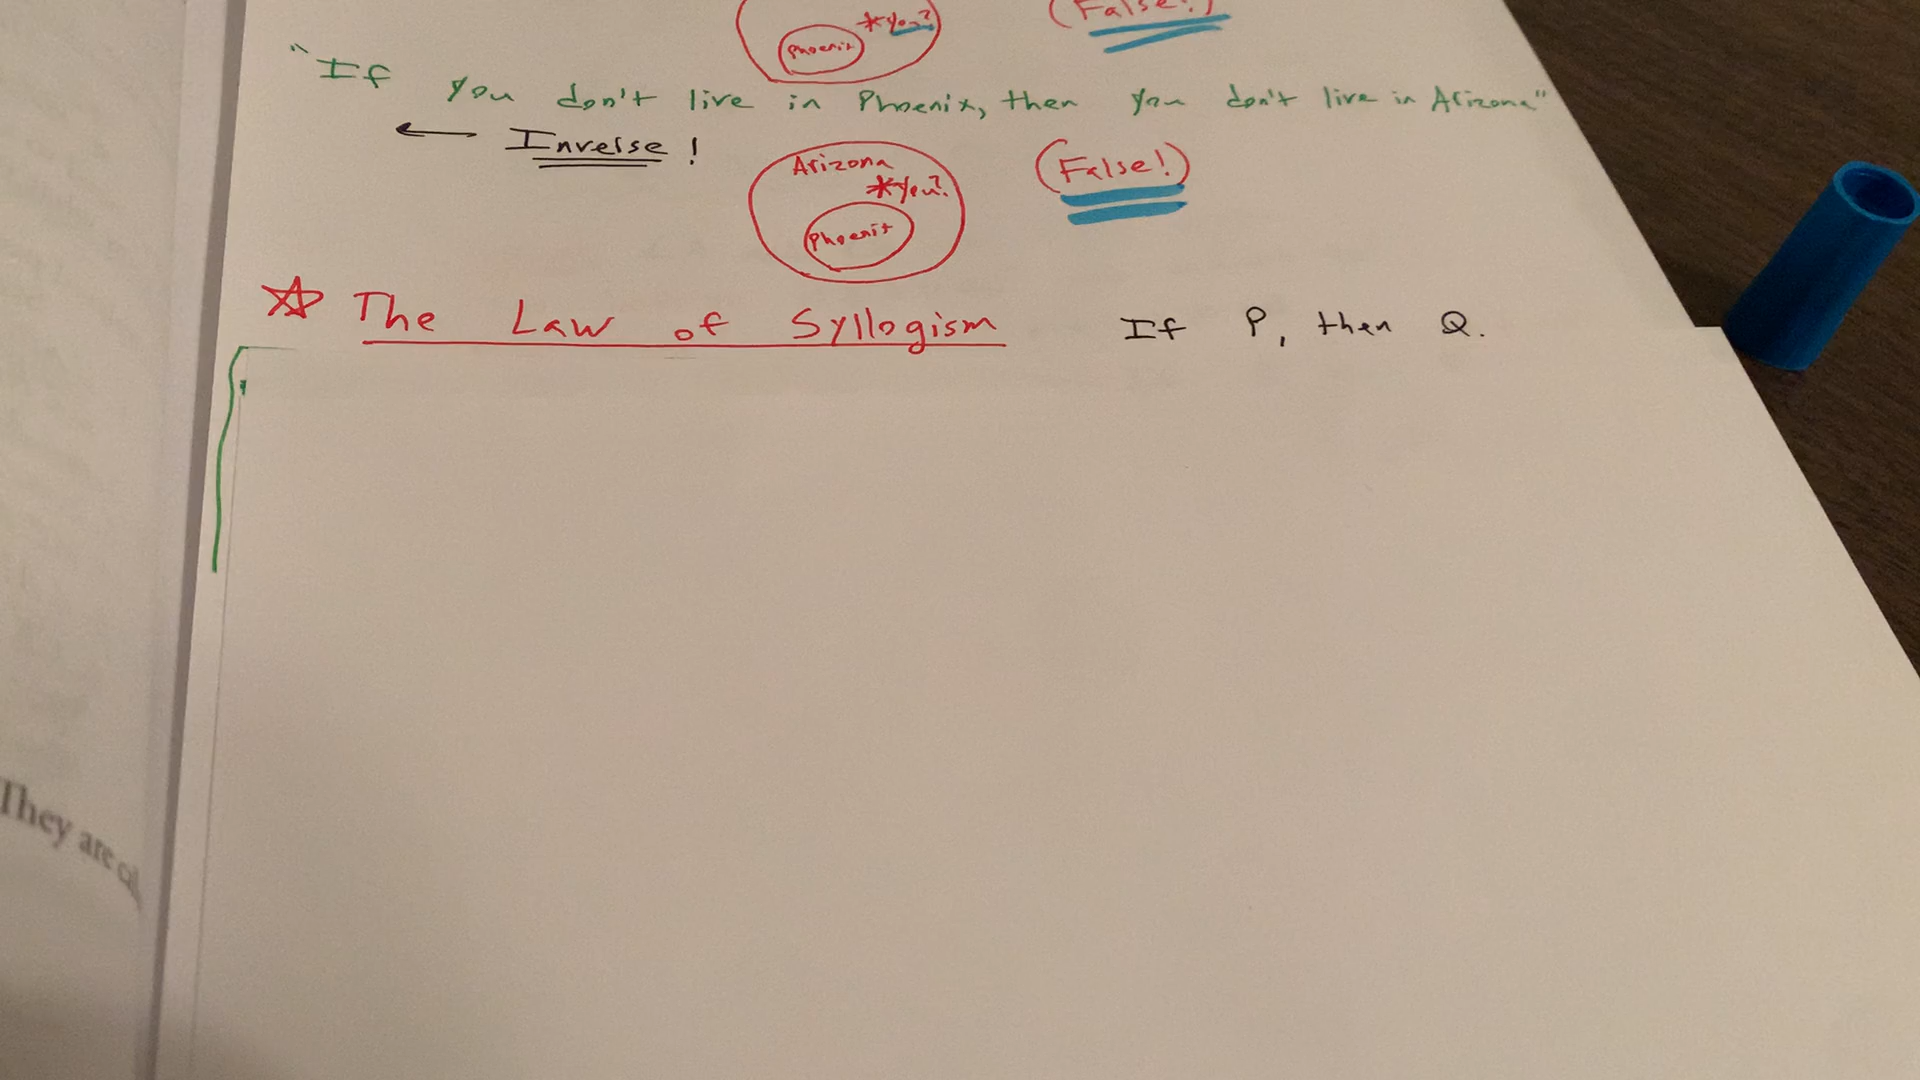 *You?
Phoenix
(False!)
"If you don't live in Phoenix, then you don't live in Arizona"
← Inverse!
Arizona
*You?
Phoenix
(False!)
☆ The Law of Syllogism If P, then Q.
They are